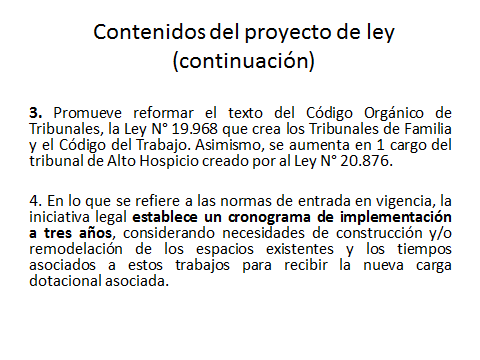 Contenidos del proyecto de ley
(continuación)
3. Promueve reformar el texto del Código Orgánico de
Tribunales, la Ley N° 19.968 que crea los Tribunales de Familia
y el Código del Trabajo. Asimismo, se aumenta en 1 cargo del
tribunal de Alto Hospicio creado por al Ley N° 20.876.
4. En lo que se refiere a las normas de entrada en vigencia, la
iniciativa legal establece un cronograma de implementación
a tres años, considerando necesidades de construcción y/o
remodelación de los espacios existentes y los tiempos
asociados a estos trabajos para recibir la nueva carga
dotacional asociada.